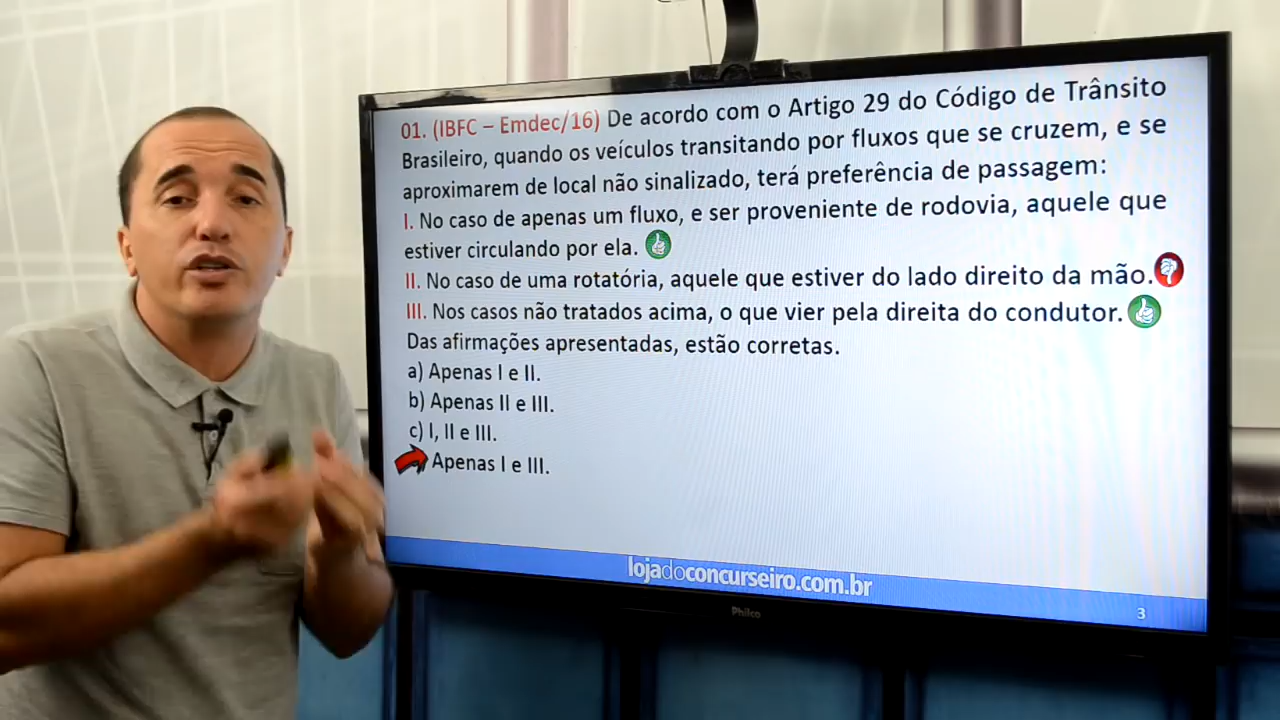 01. (IBFC – Emdec/16) De acordo com o Artigo 29 do Código de Trânsito
Brasileiro, quando os veículos transitando por fluxos que se cruzem, e se
aproximarem de local não sinalizado, terá preferência de passagem:
I. No caso de apenas um fluxo, e ser proveniente de rodovia, aquele que
estiver circulando por ela.
II. No caso de uma rotatória, aquele que estiver do lado direito da mão.
III. Nos casos não tratados acima, o que vier pela direita do condutor.
Das afirmações apresentadas, estão corretas.
a) Apenas I e II.
b) Apenas II e III.
c) I, II e III.
Apenas I e III.
lojadoconcurseiro.com.br
3
Philco